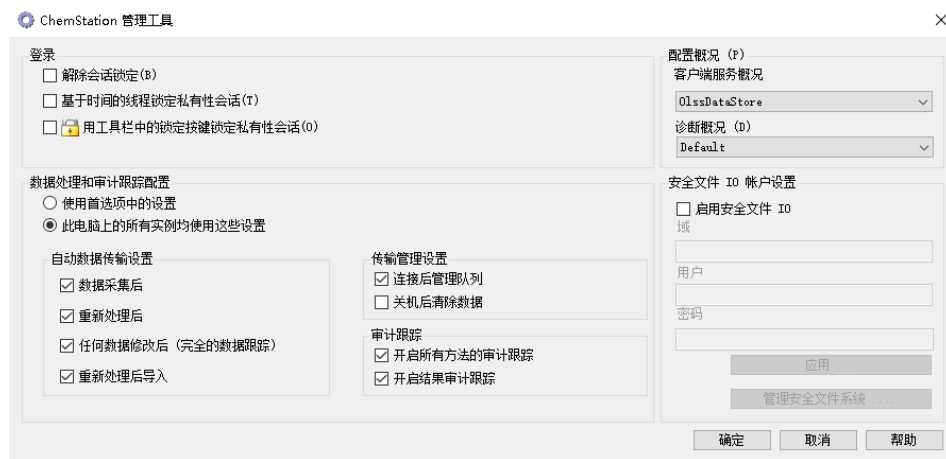 ChemStation 管理工具
登录
解除会话锁定(B)
基于时间的线程锁定私有性会话(T)
用工具栏中的锁定按键锁定私有性会话(O)
配置概况 (P)
客户端服务概况
OlssDataStore
诊断概况 (D)
Default
数据处理和审计跟踪配置
使用首选项中的设置
此电脑上的所有实例均使用这些设置
自动数据传输设置
数据采集后
重新处理后
任何数据修改后 (完全的数据跟踪)
重新处理后导入
传输管理设置
连接后管理队列
关机后清除数据
审计跟踪
开启所有方法的审计跟踪
开启结果审计跟踪
安全文件 IO 帐户设置
启用安全文件 IO
域
用户
密码
应用 ...
管理安全文件系统 ....
确定 取消 帮助